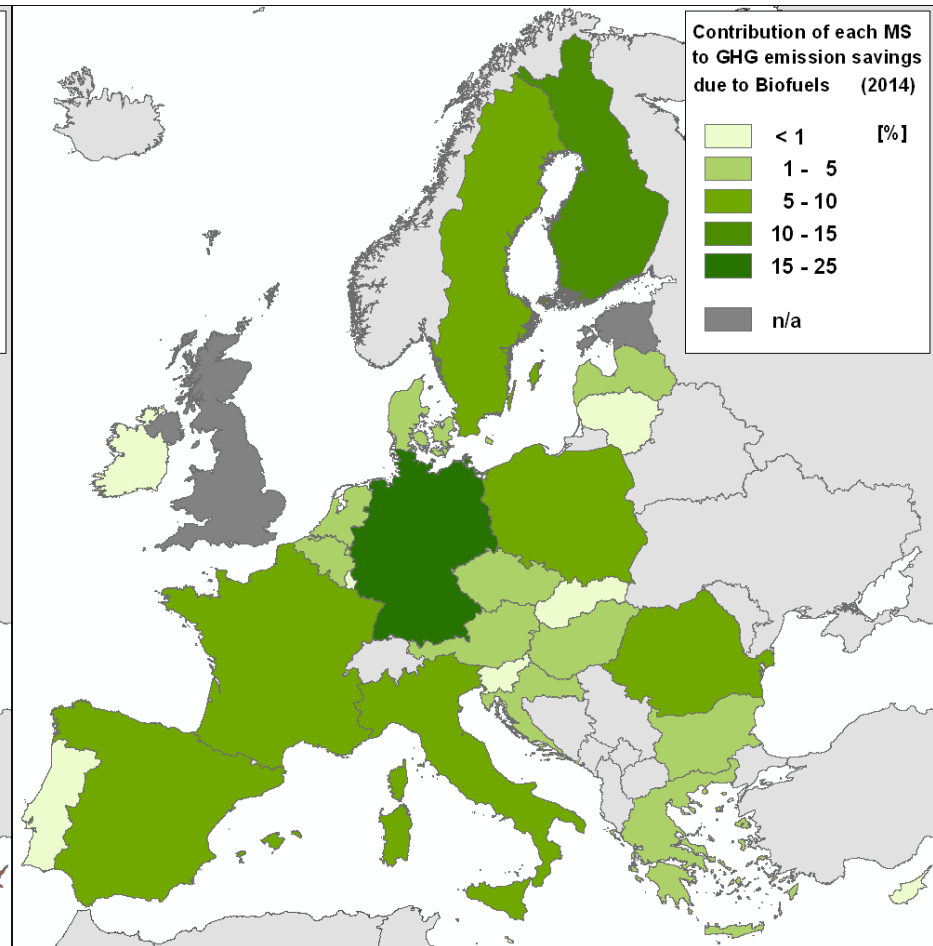 Contribution of each MS
to GHG emission savings
due to Biofuels (2014)
< 1 [%]
1 - 5
5 - 10
10 - 15
15 - 25
n/a